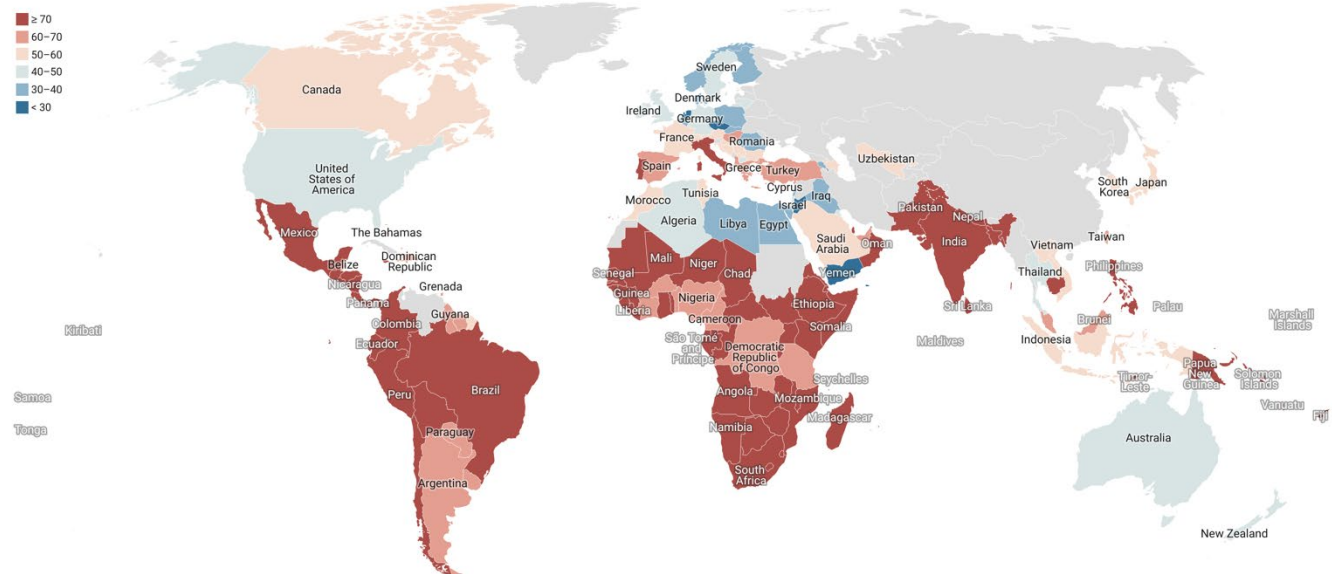 ≥ 70
60–70
50–60
40–50
30–40
< 30
Canada
United
States of
America
Mexico
The Bahamas
Belize
Dominican
Republic
Nicaragua
Grenada
Panama
Guyana
Colombia
Ecuador
Kiribati
Peru
Brazil
Samoa
Tonga
Paraguay
Argentina
Sweden
Denmark
Ireland
Germany
France
Romania
Spain
Greece
Turkey
Uzbekistan
Tunisia
Cyprus
Morocco
Israel
Iraq
Algeria
Libya
Egypt
Saudi
Arabia
Oman
Pakistan
Nepal
India
South
Korea
Japan
Taiwan
Vietnam
Thailand
Philippines
Mali
Niger
Chad
Yemen
Senegal
Guinea
Nigeria
Liberia
Ethiopia
Cameroon
Somalia
São Tomé
and
Príncipe
Democratic
Republic
of Congo
Sri Lanka
Maldives
Brunei
Palau
Marshall
Islands
Indonesia
Seychelles
Angola
Mozambique
Madagascar
Namibia
South
Africa
Timor-
Leste
Papua
New
Guinea
Solomon
Islands
Vanuatu
Fiji
Australia
New Zealand